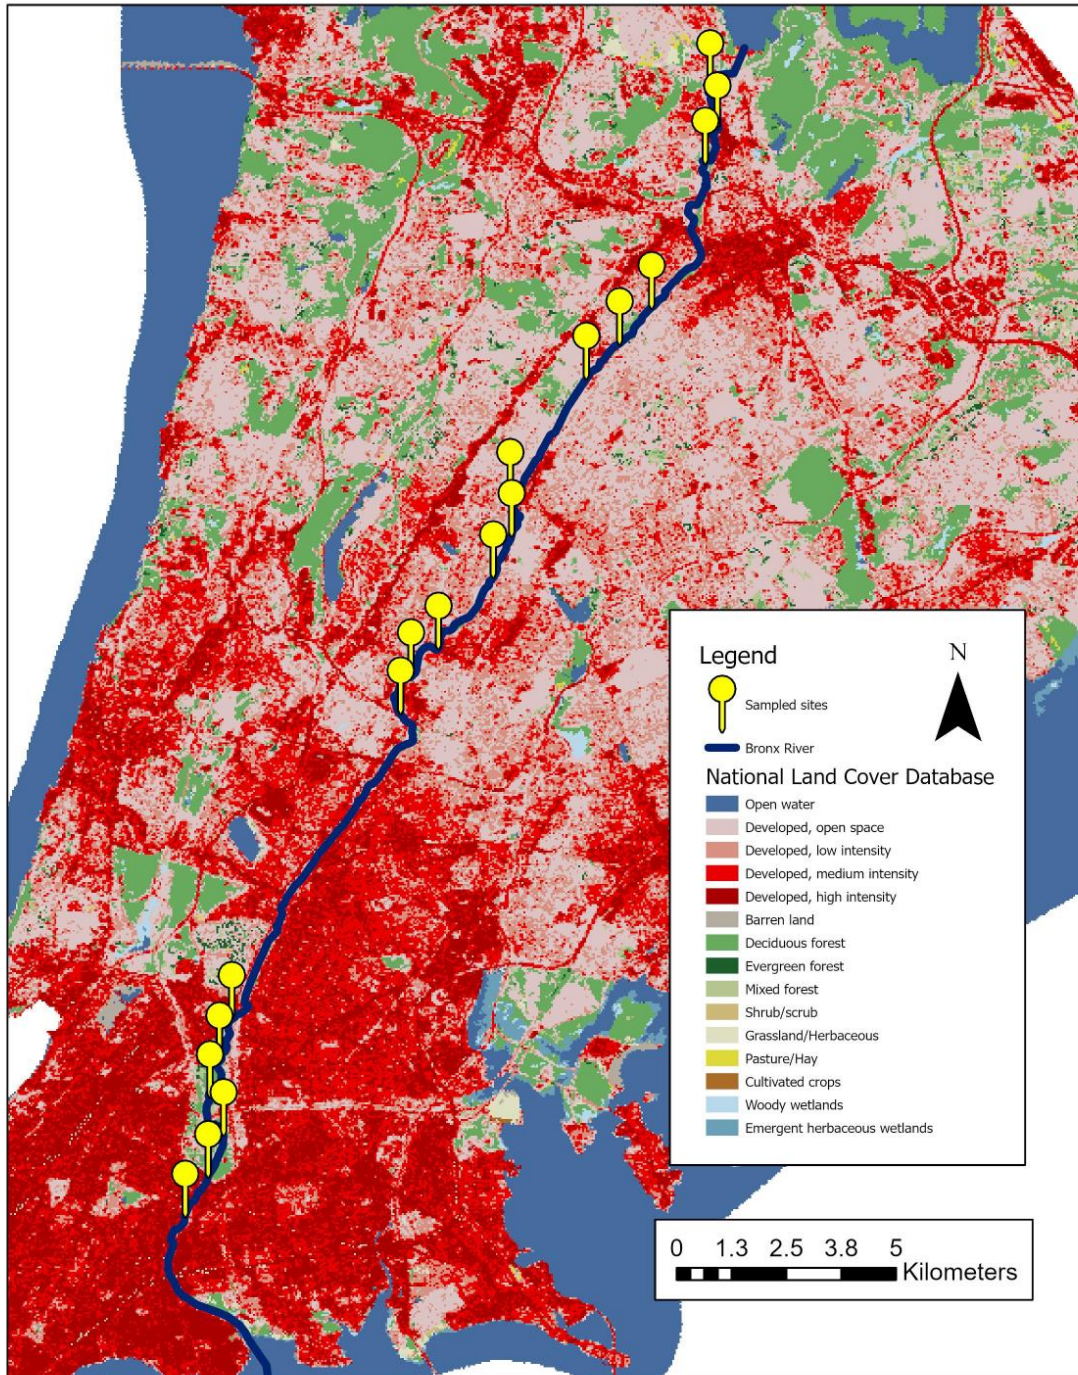 Legend
N
Sampled sites
Bronx River
National Land Cover Database
Open water
Developed, open space
Developed, low intensity
Developed, medium intensity
Developed, high intensity
Barren land
Deciduous forest
Evergreen forest
Mixed forest
Shrub/scrub
Grassland/Herbaceous
Pasture/Hay
Cultivated crops
Woody wetlands
Emergent herbaceous wetlands
0 1.3 2.5 3.8 5
Kilometers